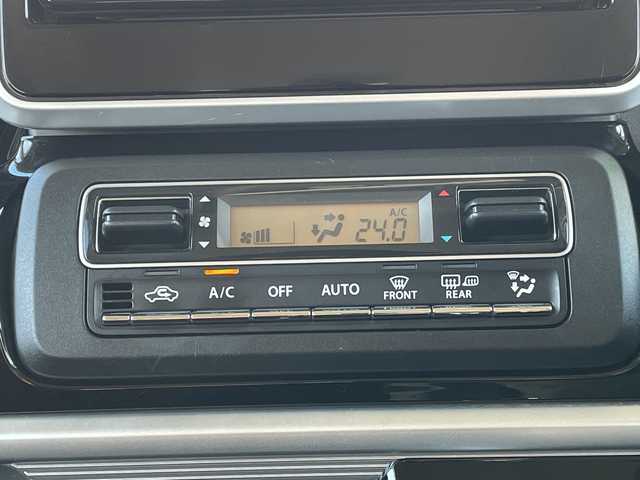 A/C
24.0
A/C
OFF
AUTO
FRONT
REAR